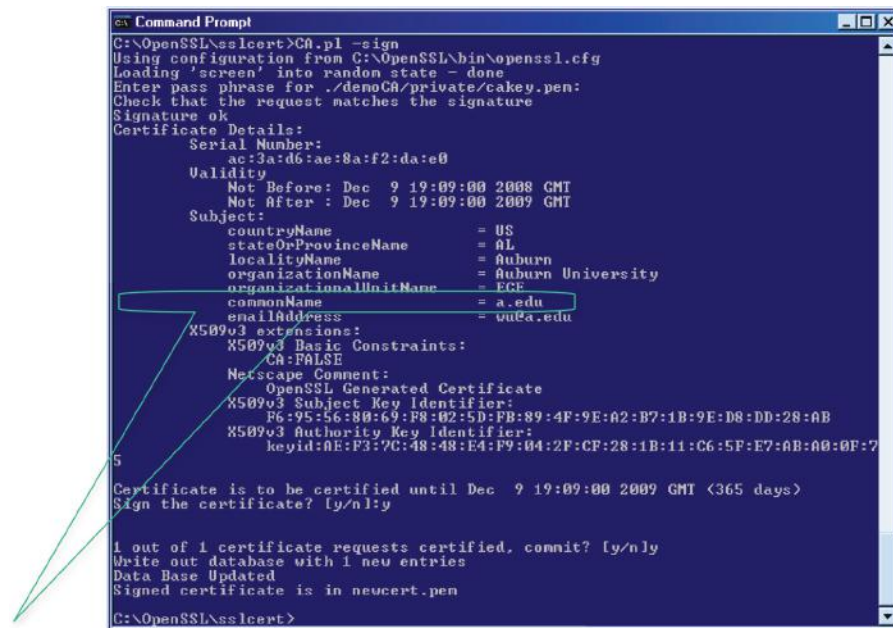 Command Prompt
C:\OpenSSL\sslcert>CA.pl -sign
Using configuration from C:\OpenSSL\bin\openssl.cfg
Loading 'screen' into random state - done
Enter pass phrase for ./demoCA/private/cakey.pem:
Check that the request matches the signature
Signature ok
Certificate Details:
Serial Number:
ac:3a:d6:ae:8a:f2:da:e0
Validity
Not Before: Dec 9 19:09:00 2008 GMT
Not After : Dec 9 19:09:00 2009 GMT
Subject:
countryName = US
stateOrProvinceName = AL
localityName = Auburn
organizationName = Auburn University
organizationalUnitName = ECE
commonName = a.edu
emailAddress = wu@a.edu
X509v3 extensions:
X509v3 Basic Constraints:
CA:FALSE
Netscape Comment:
OpenSSL Generated Certificate
X509v3 Subject Key Identifier:
F6:95:56:80:69:F8:02:5D:FB:89:4F:9E:A2:B7:1B:9E:D8:DD:28:AB
X509v3 Authority Key Identifier:
keyid:AE:F3:7C:48:48:E4:F9:04:2F:CF:28:1B:11:C6:5F:E7:AB:A0:0F:7
5
Certificate is to be certified until Dec 9 19:09:00 2009 GMT (365 days)
Sign the certificate? [y/n]:y
1 out of 1 certificate requests certified, commit? [y/n]y
Write out database with 1 new entries
Data Base Updated
Signed certificate is in newcert.pem
C:\OpenSSL\sslcert>